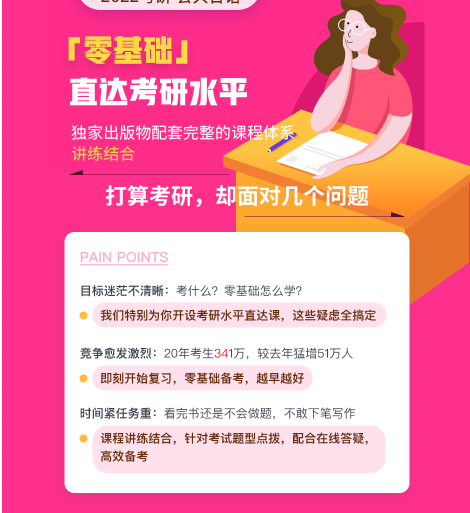 「零基础」
直达考研水平
独家出版物配套完整的课程体系
讲练结合
打算考研，却面对几个问题
PAIN POINTS
目标迷茫不清晰：考什么？零基础怎么学？
我们特别为你开设考研水平直达课，这些疑虑全搞定
竞争愈发激烈：20年考生341万，较去年猛增51万人
即刻开始复习，零基础备考，越早越好
时间紧任务重：看完书还是不会做题，不敢下笔写作
课程讲练结合，针对考试题型点拨，配合在线答疑，
高效备考